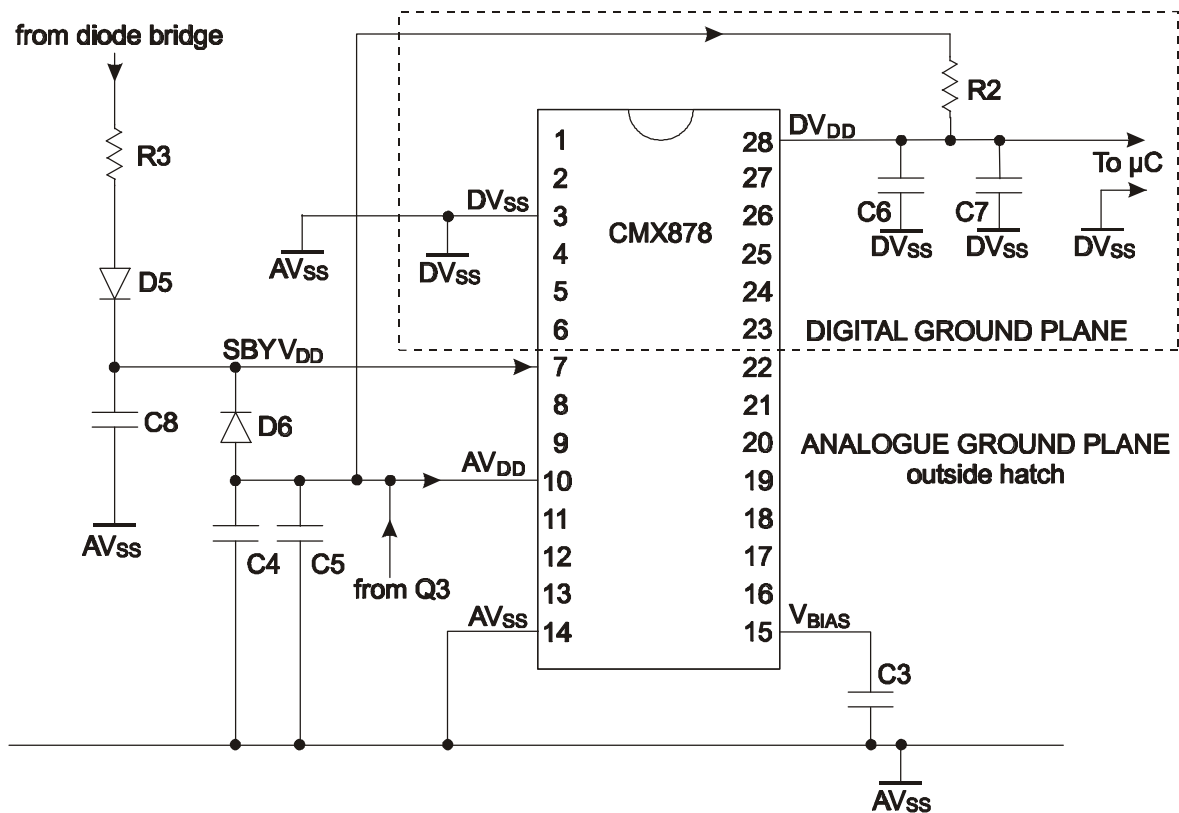 from diode bridge
R3
D5
C8
AVSS
SBYVDD
D6
C4
C5
from Q3
AVDD
AVSS
DVSS
AVSS
DVSS
1
2
3
4
5
6
7
8
9
10
11
12
13
14
CMX878
28
27
26
25
24
23
22
21
20
19
18
17
16
15
DVDD
R2
C6
DVSS
C7
DVSS
To µC
DVSS
DIGITAL GROUND PLANE
ANALOGUE GROUND PLANE
outside hatch
VBIAS
C3
AVSS